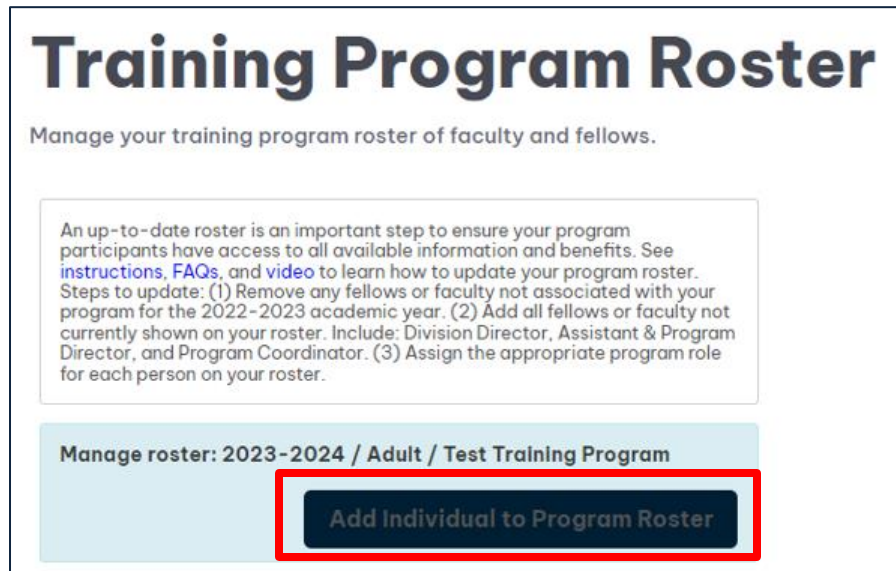 Training Program Roster
Manage your training program roster of faculty and fellows.
An up-to-date roster is an important step to ensure your program
participants have access to all available information and benefits. See
instructions, FAQs, and video to learn how to update your program roster.
Steps to update: (1) Remove any fellows or faculty not associated with your
program for the 2022-2023 academic year. (2) Add all fellows or faculty not
currently shown on your roster. Include: Division Director, Assistant & Program
Director, and Program Coordinator. (3) Assign the appropriate program role
for each person on your roster.
Manage roster: 2023-2024 / Adult / Test Training Program
Add Individual to Program Roster